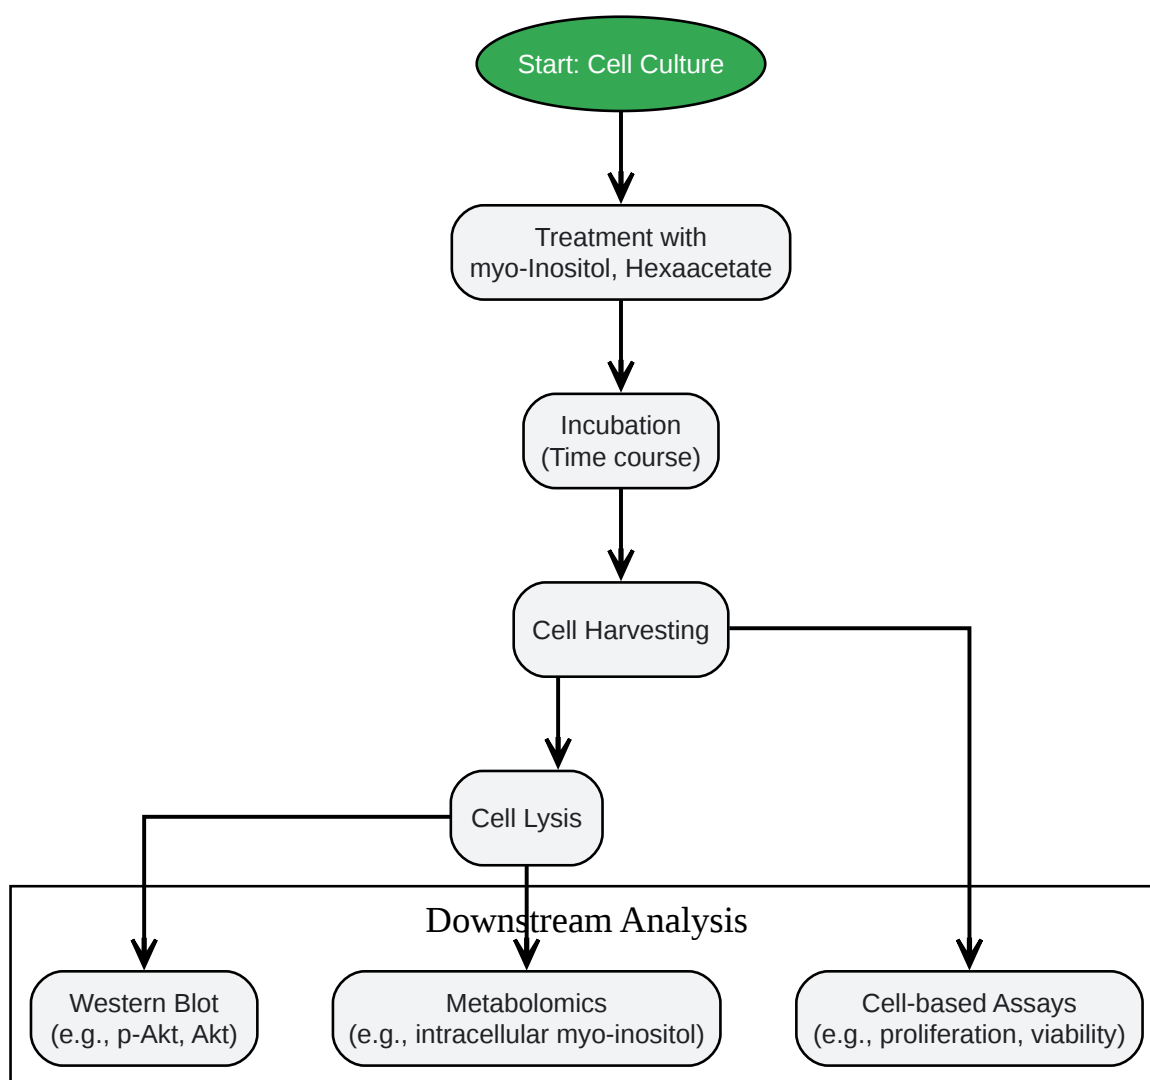 Start: Cell Culture
Treatment with
myo-Inositol, Hexaacetate
Incubation
(Time course)
Cell Harvesting
Cell Lysis
Downstream Analysis
Western Blot
(e.g., p-Akt, Akt)
Metabolomics
(e.g., intracellular myo-inositol)
Cell-based Assays
(e.g., proliferation, viability)